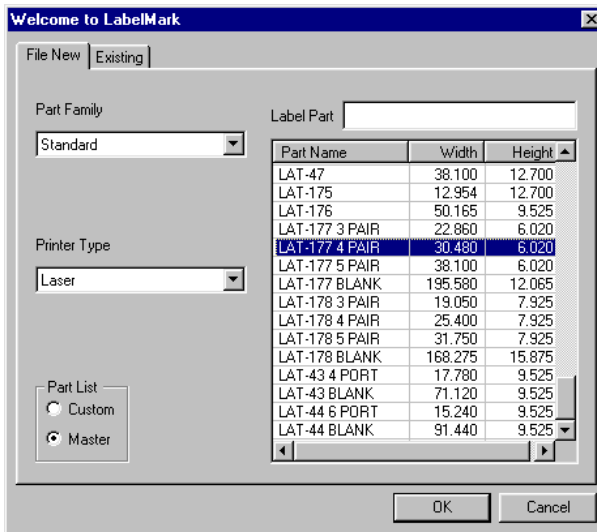 Welcome to LabelMark
File New Existing
Part Family
Standard
Printer Type
Laser
Part List
Custom
Master
Label Part
Part Name Width Height
LAT-47 38.100 12.700
LAT-175 12.954 12.700
LAT-176 50.165 9.525
LAT-177 3 PAIR 22.860 6.020
LAT-177 4 PAIR 30.480 6.020
LAT-177 5 PAIR 38.100 6.020
LAT-177 BLANK 195.580 12.065
LAT-178 3 PAIR 19.050 7.925
LAT-178 4 PAIR 25.400 7.925
LAT-178 5 PAIR 31.750 7.925
LAT-178 BLANK 168.275 15.875
LAT-43 4 PORT 17.780 9.525
LAT-43 BLANK 71.120 9.525
LAT-44 6 PORT 15.240 9.525
LAT-44 BLANK 91.440 9.525
OK Cancel